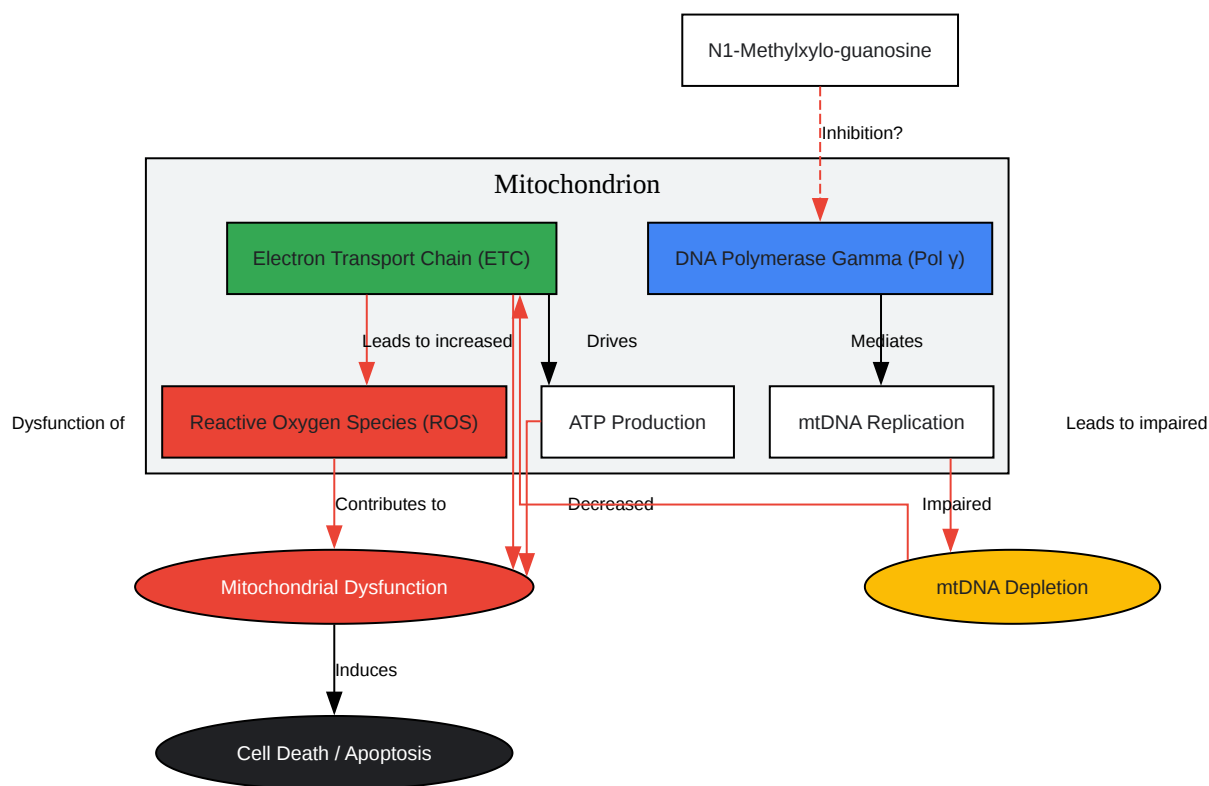 N1-Methylxylo-guanosine
Inhibition?
Mitochondrion
Electron Transport Chain (ETC)
DNA Polymerase Gamma (Pol γ)
Leads to increased
Drives
Mediates
Dysfunction of
Reactive Oxygen Species (ROS)
ATP Production
mtDNA Replication
Leads to impaired
Contributes to
Decreased
Impaired
Mitochondrial Dysfunction
mtDNA Depletion
Induces
Cell Death / Apoptosis